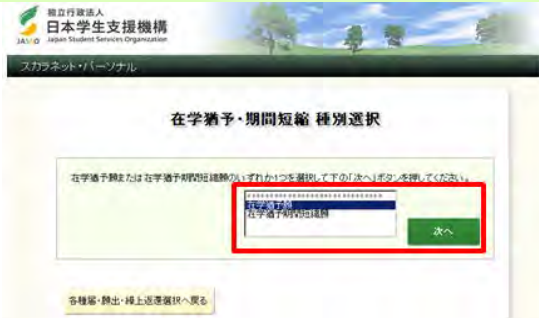 独立行政法人
日本学生支援機構
JASSO Japan Student Services Organization
スカラネット・パーソナル
在学猶予・期間短縮 種別選択
在学猶予願または在学猶予期間短縮願のいずれか1つを選択して下の「次へ」ボタンを押してください。
在学猶予願
在学猶予期間短縮願
次へ
各種届・願出・繰上返還選択へ戻る